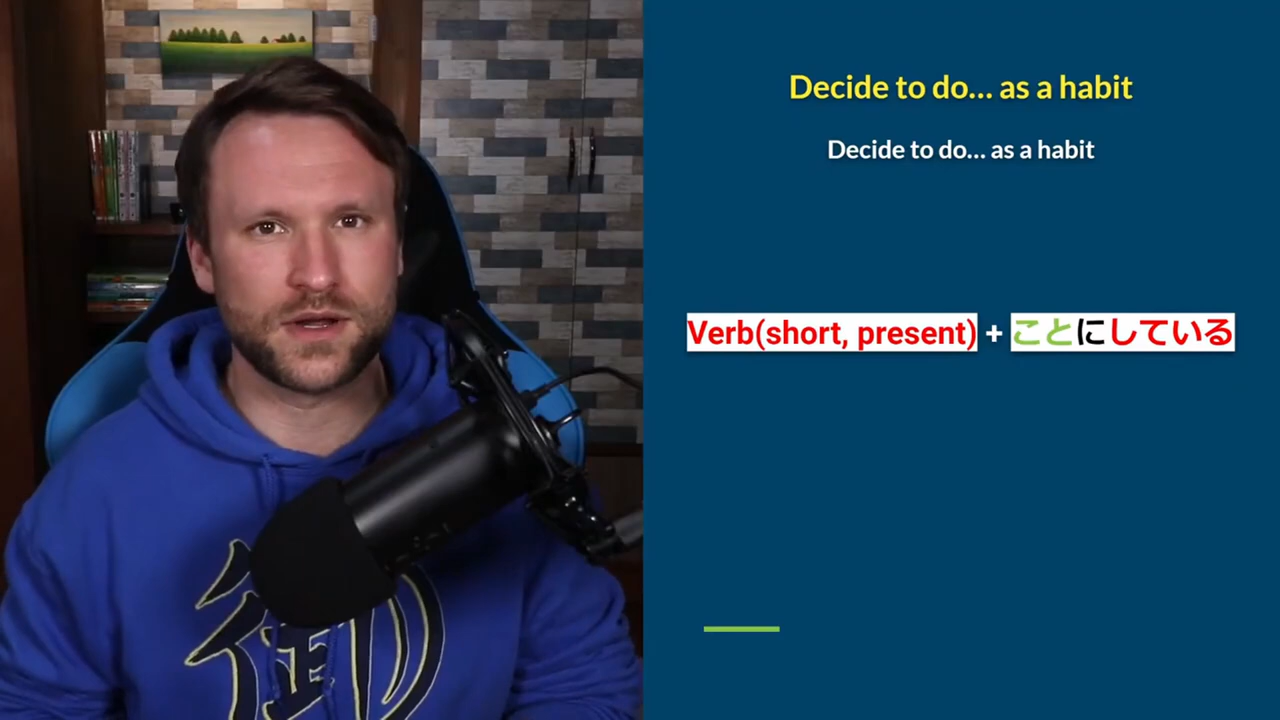 Decide to do... as a habit
Decide to do... as a habit
Verb(short, present) + ことにしている
御